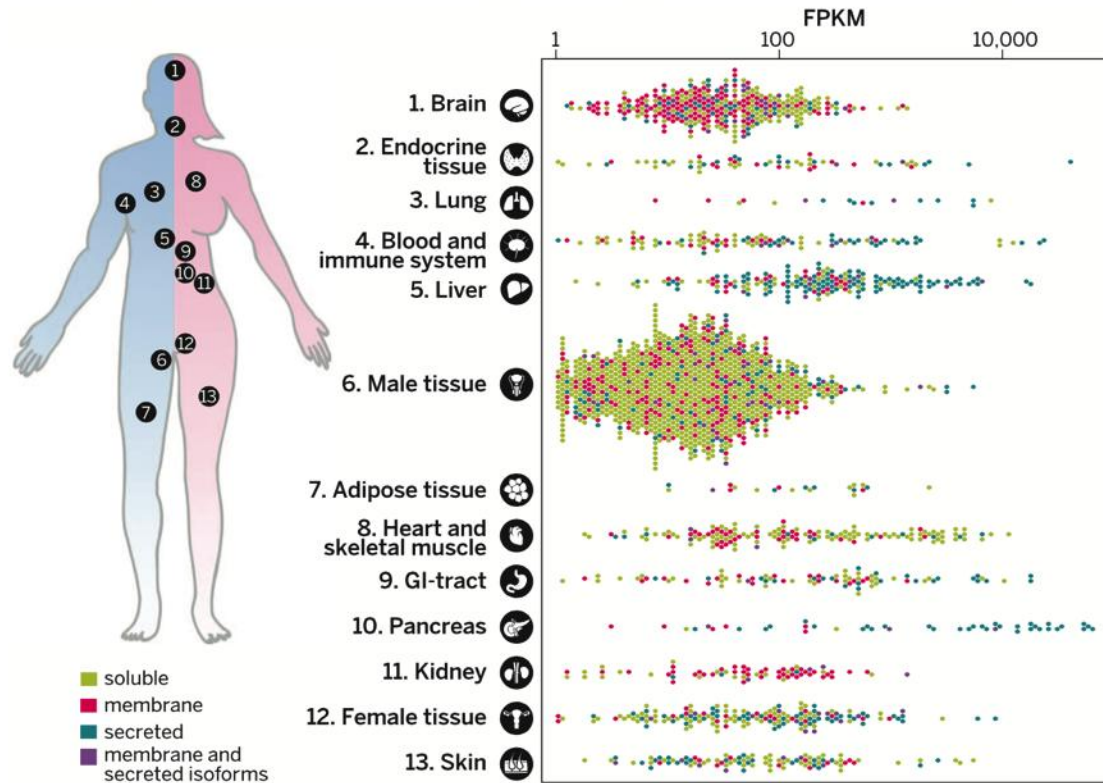 FPKM
1 100 10,000
1
2
3
4
5
6
7
8
9
10
11
12
13
1. Brain
2. Endocrine
tissue
3. Lung
4. Blood and
immune system
5. Liver
6. Male tissue
7. Adipose tissue
8. Heart and
skeletal muscle
9. GI-tract
10. Pancreas
11. Kidney
12. Female tissue
13. Skin
soluble
membrane
secreted
membrane and
secreted isoforms